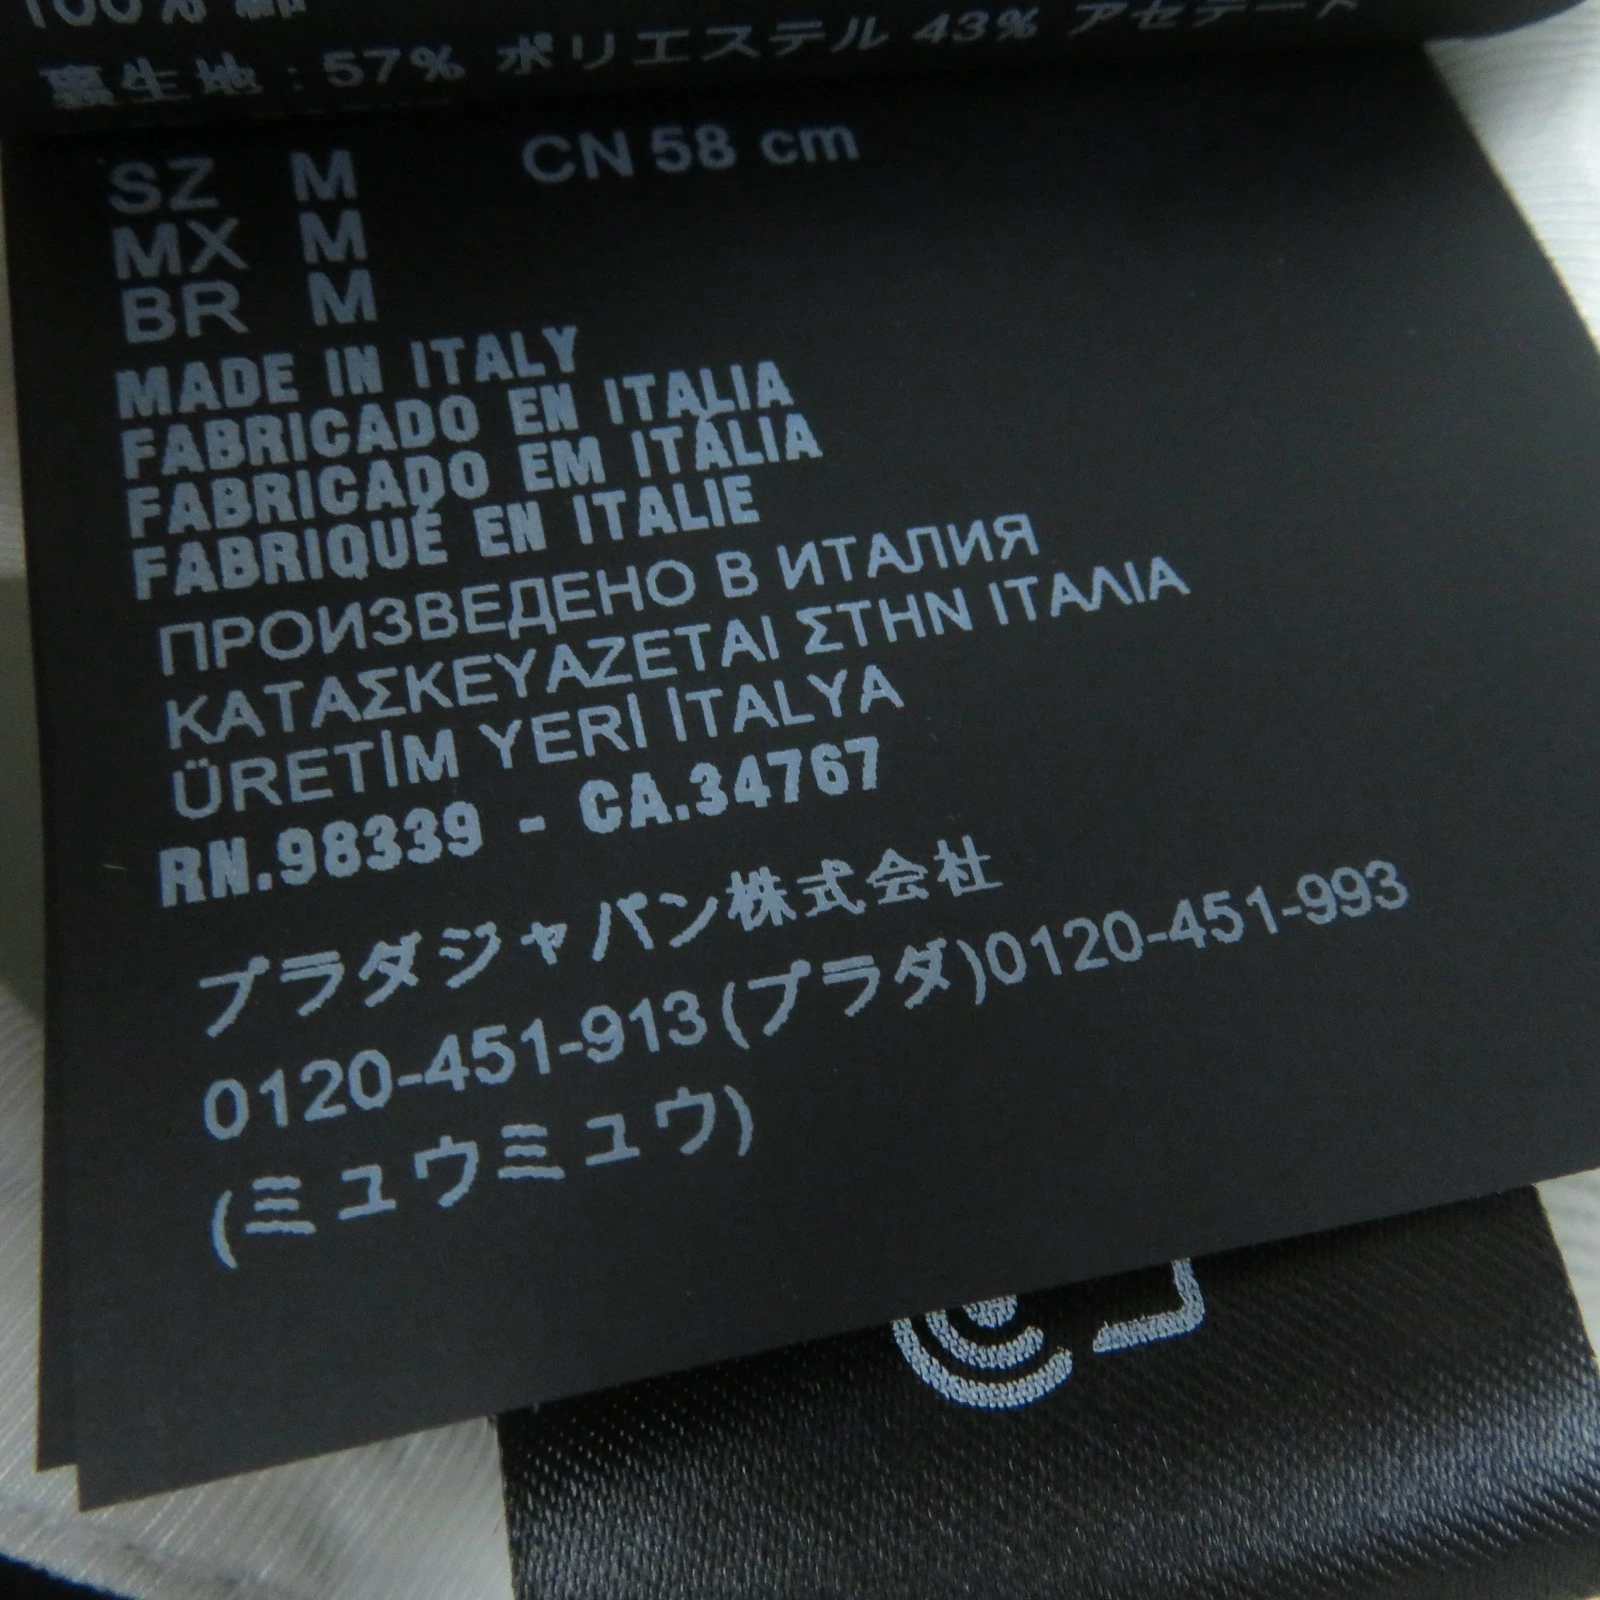 100% 綿
裏生地 : 57% ポリエステル 43% アセテート
SZ M CN 58 cm
MX M
BR M
MADE IN ITALY
FABRICADO EN ITALIA
FABRICADO EM ITÁLIA
FABRIQUÉ EN ITALIE
ПРОИЗВЕДЕНО В ИТАЛИЯ
ΚΑΤΑΣΚΕΥΑΖΕΤΑΙ ΣΤΗΝ ΙΤΑΛΙΑ
ÜRETİM YERİ İTALYA
RN.98339 - CA.34767
プラダジャパン株式会社
0120-451-913(プラダ)0120-451-993
(ミュウミュウ)